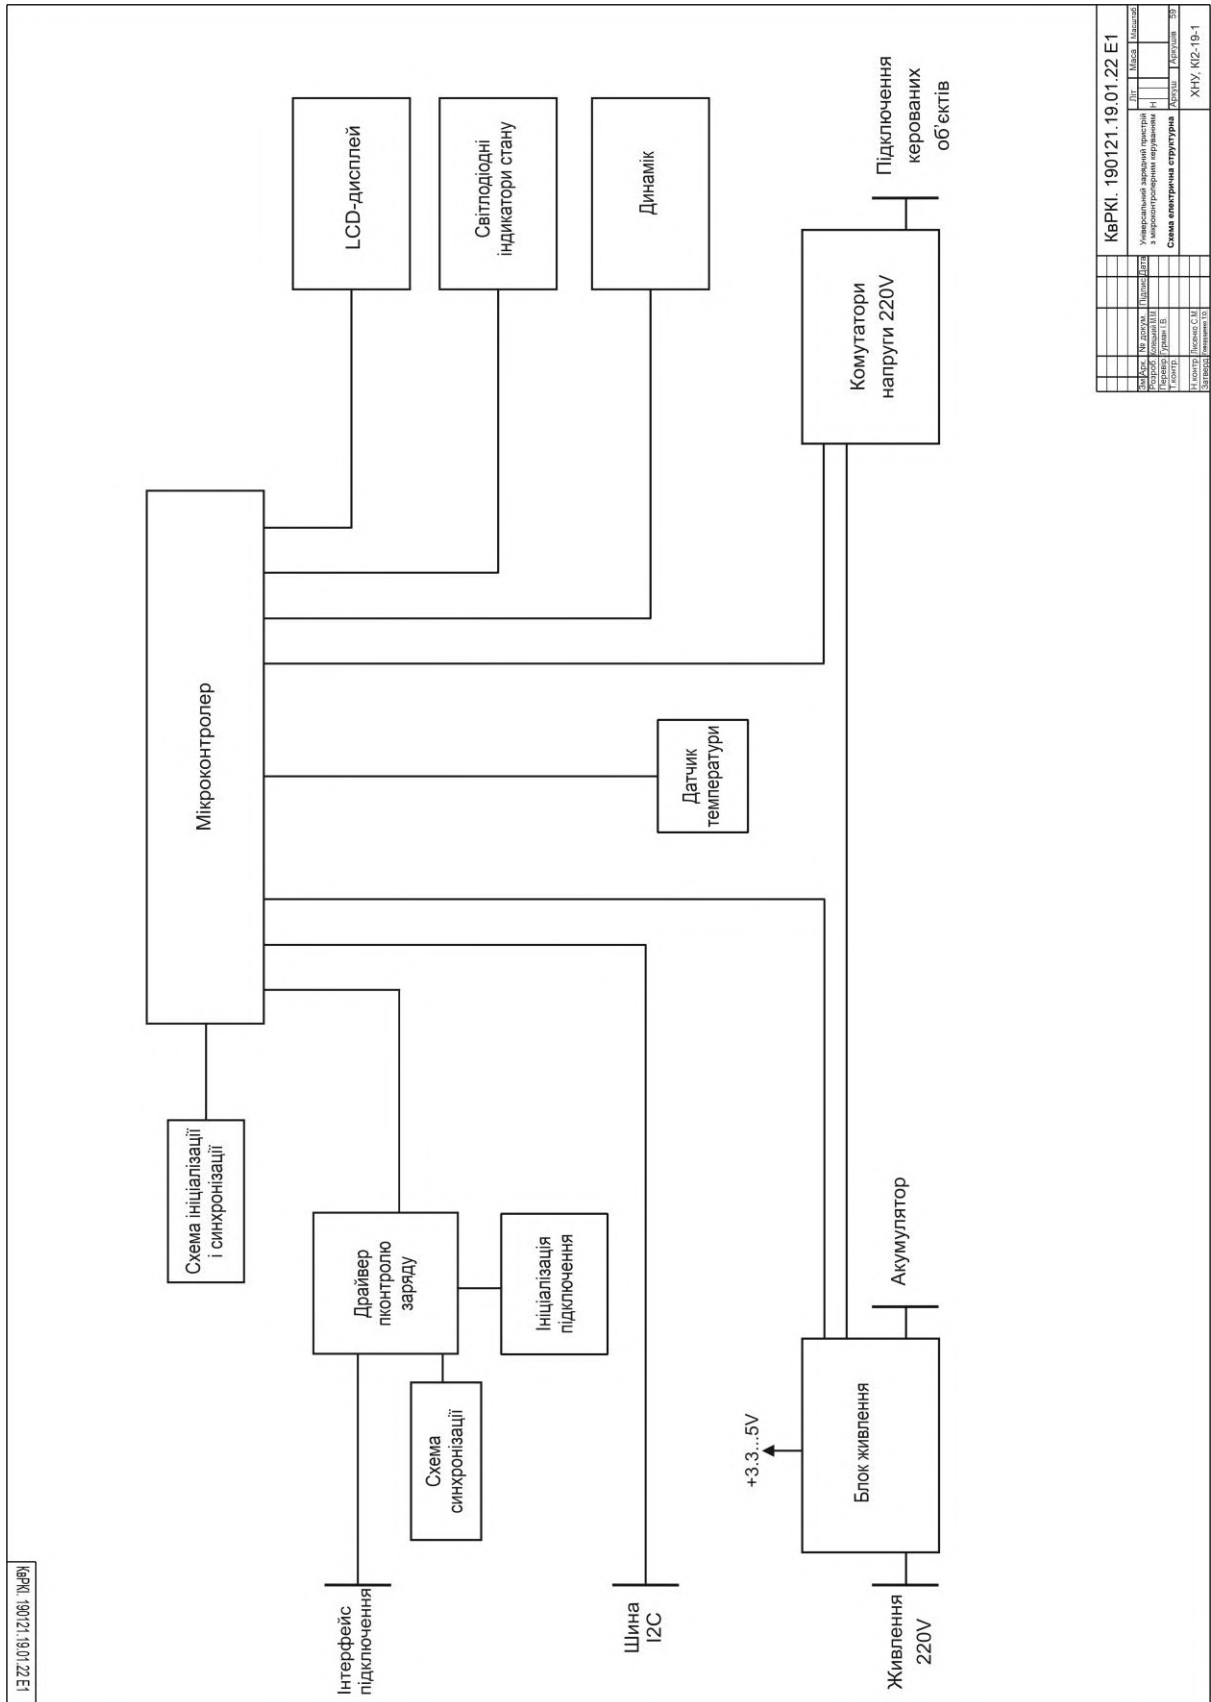 КвРКІ. 190121.19.01.22 Е1
Схема ініціалізації
і синхронізації
Мікроконтролер
Інтерфейс
підключення
Драйвер
пконтролю
заряду
LCD-дисплей
Схема
синхронізації
Ініціалізація
підключення
Світлодіодні
індикатори стану
Динамік
Шина
I2C
Датчик
температури
+3.3...5V
Живлення
220V
Блок живлення
Акумулятор
Комутатори
напруги 220V
Підключення
керованих
об'єктів
КвРКІ. 190121.19.01.22 Е1
Зм. Арк. № докум. Підпис Дата
Розроб.
Перевір. Гурман І.В.
Т.контр.
Н.контр. Лисенко С.М.
Затверд.
Універсальний зарядний пристрій
з мікроконтролерним керуванням
Схема електрична структурна
Літ. Маса Масштаб
Н
Аркуш Аркушів 59
ХНУ, КІ2-19-1